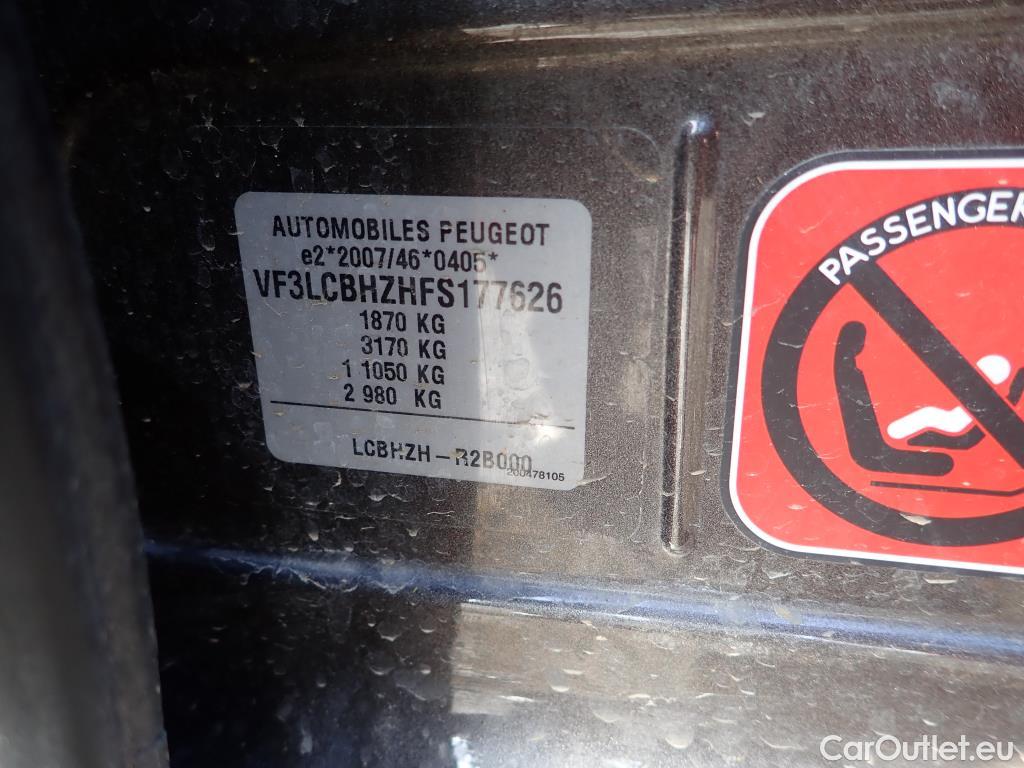 AUTOMOBILES PEUGEOT
e2*2007/46*0405*
VF3LCBHZHFS177626
1870 KG
3170 KG
1 1050 KG
2 980 KG
LCBHZH - R2B000
200478105
PASSENGER
CarOutlet.eu